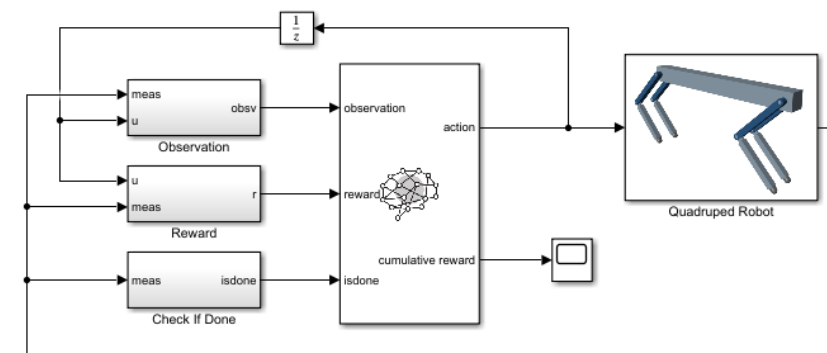 1
z
meas
u
obsv
Observation
u
meas
r
Reward
meas
isdone
Check If Done
observation
reward
isdone
action
cumulative reward
Quadruped Robot